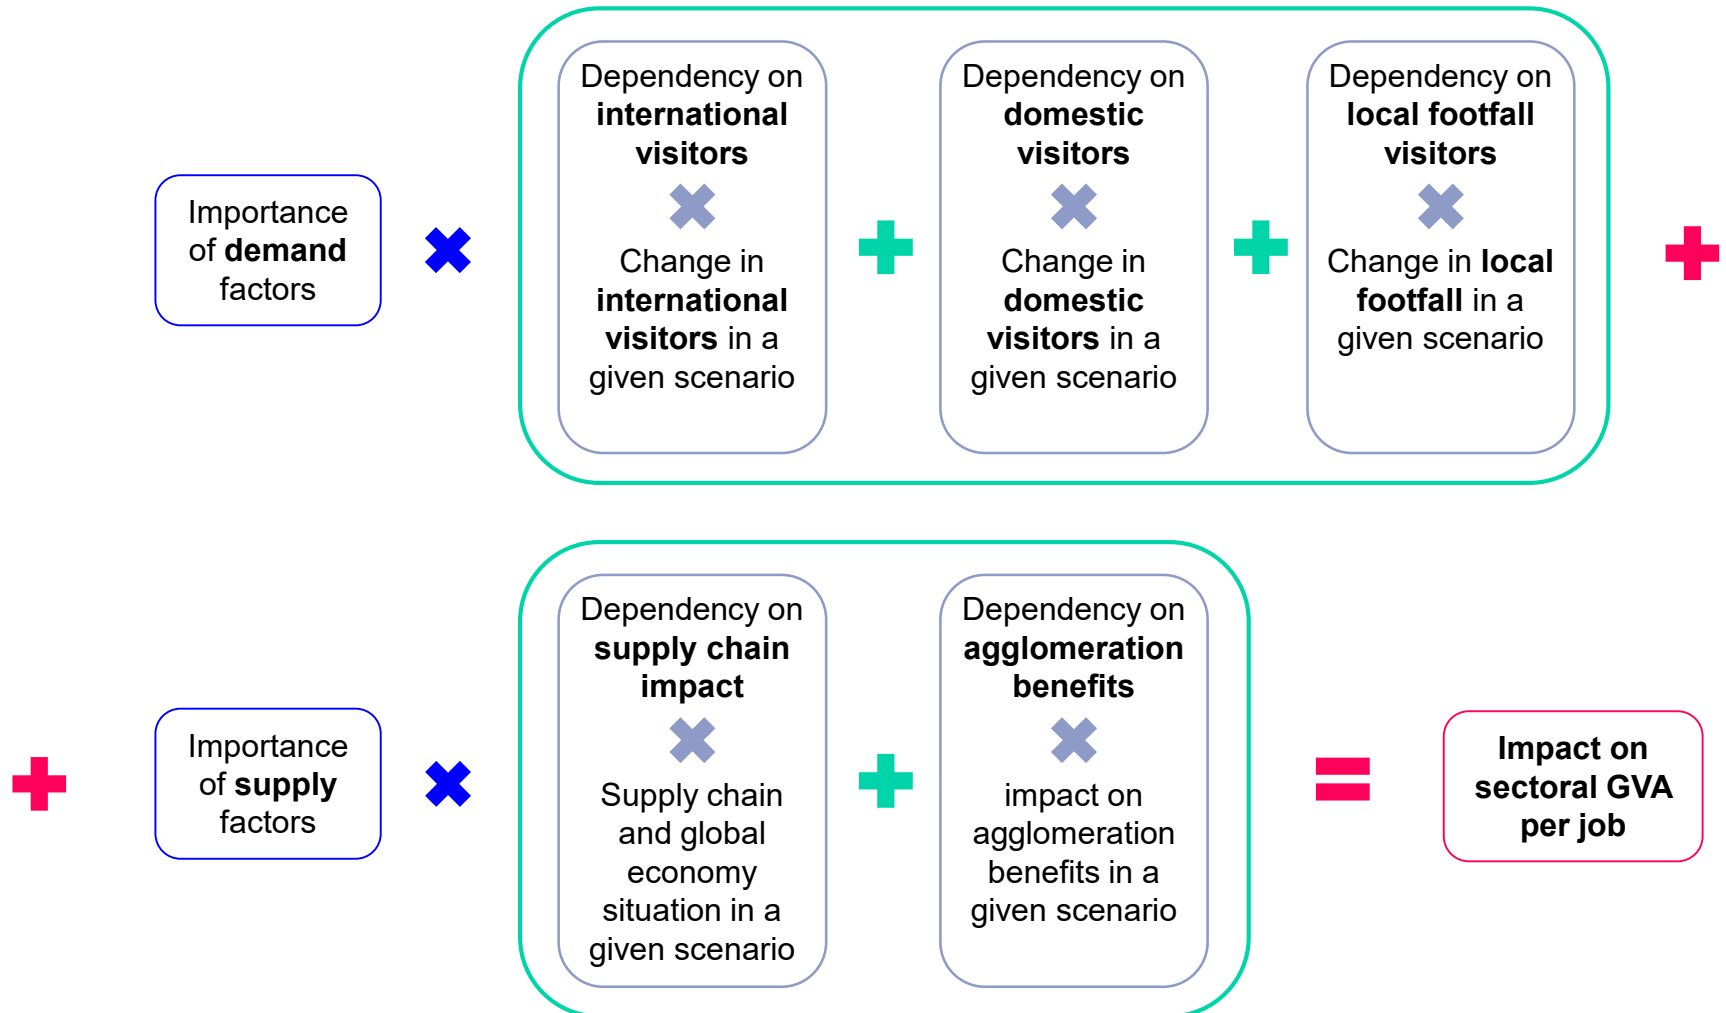 Dependency on
international
visitors
Change in
international
visitors in a
given scenario
Dependency on
domestic
visitors
Change in
domestic
visitors in a
given scenario
Dependency on
local footfall
visitors
Change in local
footfall in a
given scenario
Importance
of demand
factors
Dependency on
supply chain
impact
Supply chain
and global
economy
situation in a
given scenario
Dependency on
agglomeration
benefits
impact on
agglomeration
benefits in a
given scenario
Importance
of supply
factors
Impact on
sectoral GVA
per job